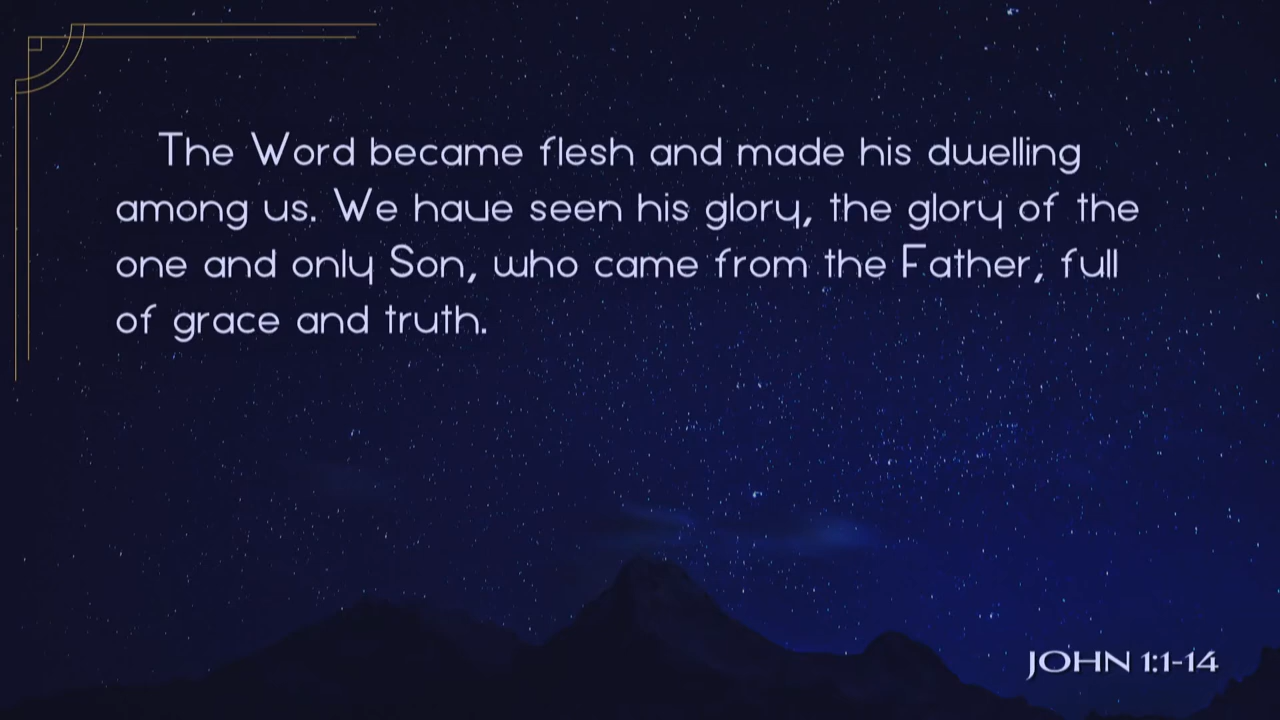 The Word became flesh and made his dwelling
among us. We have seen his glory, the glory of the
one and only Son, who came from the Father, full
of grace and truth.
JOHN 1:1-14